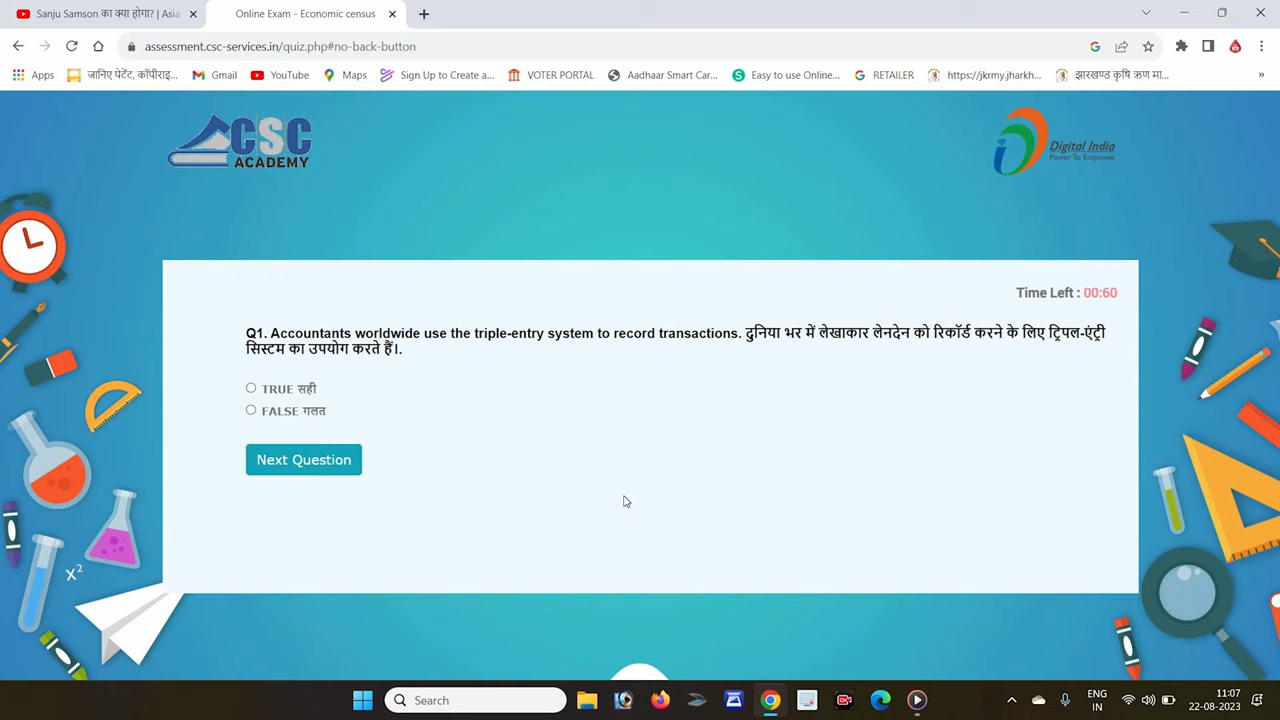 Sanju Samson का क्या होगा? | Asia
Online Exam - Economic census
assessment.csc-services.in/quiz.php#no-back-button
Apps
जानिए पेटेंट, कॉपीराइ...
Gmail
YouTube
Maps
Sign Up to Create a...
VOTER PORTAL
Aadhaar Smart Car...
Easy to use Online...
RETAILER
https://jkrmy.jharkh...
झारखण्ड कृषि ऋण मा...
CSC
ACADEMY
Digital India
Power To Empower
Time Left : 00:60
Q1. Accountants worldwide use the triple-entry system to record transactions. दुनिया भर में लेखाकार लेनदेन को रिकॉर्ड करने के लिए ट्रिपल-एंट्री
सिस्टम का उपयोग करते हैं।.
TRUE सही
FALSE गलत
Next Question
x²
Search
ENG
IN
11:07
22-08-2023